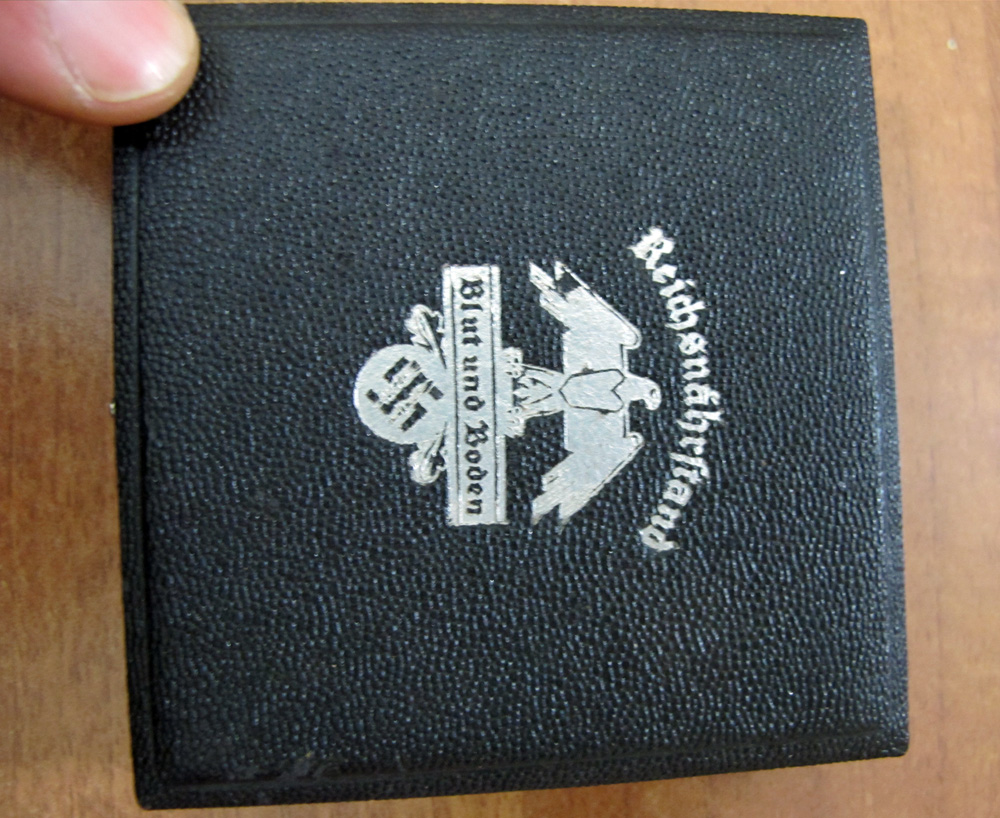 Reichsnährstand
Blut und Boden